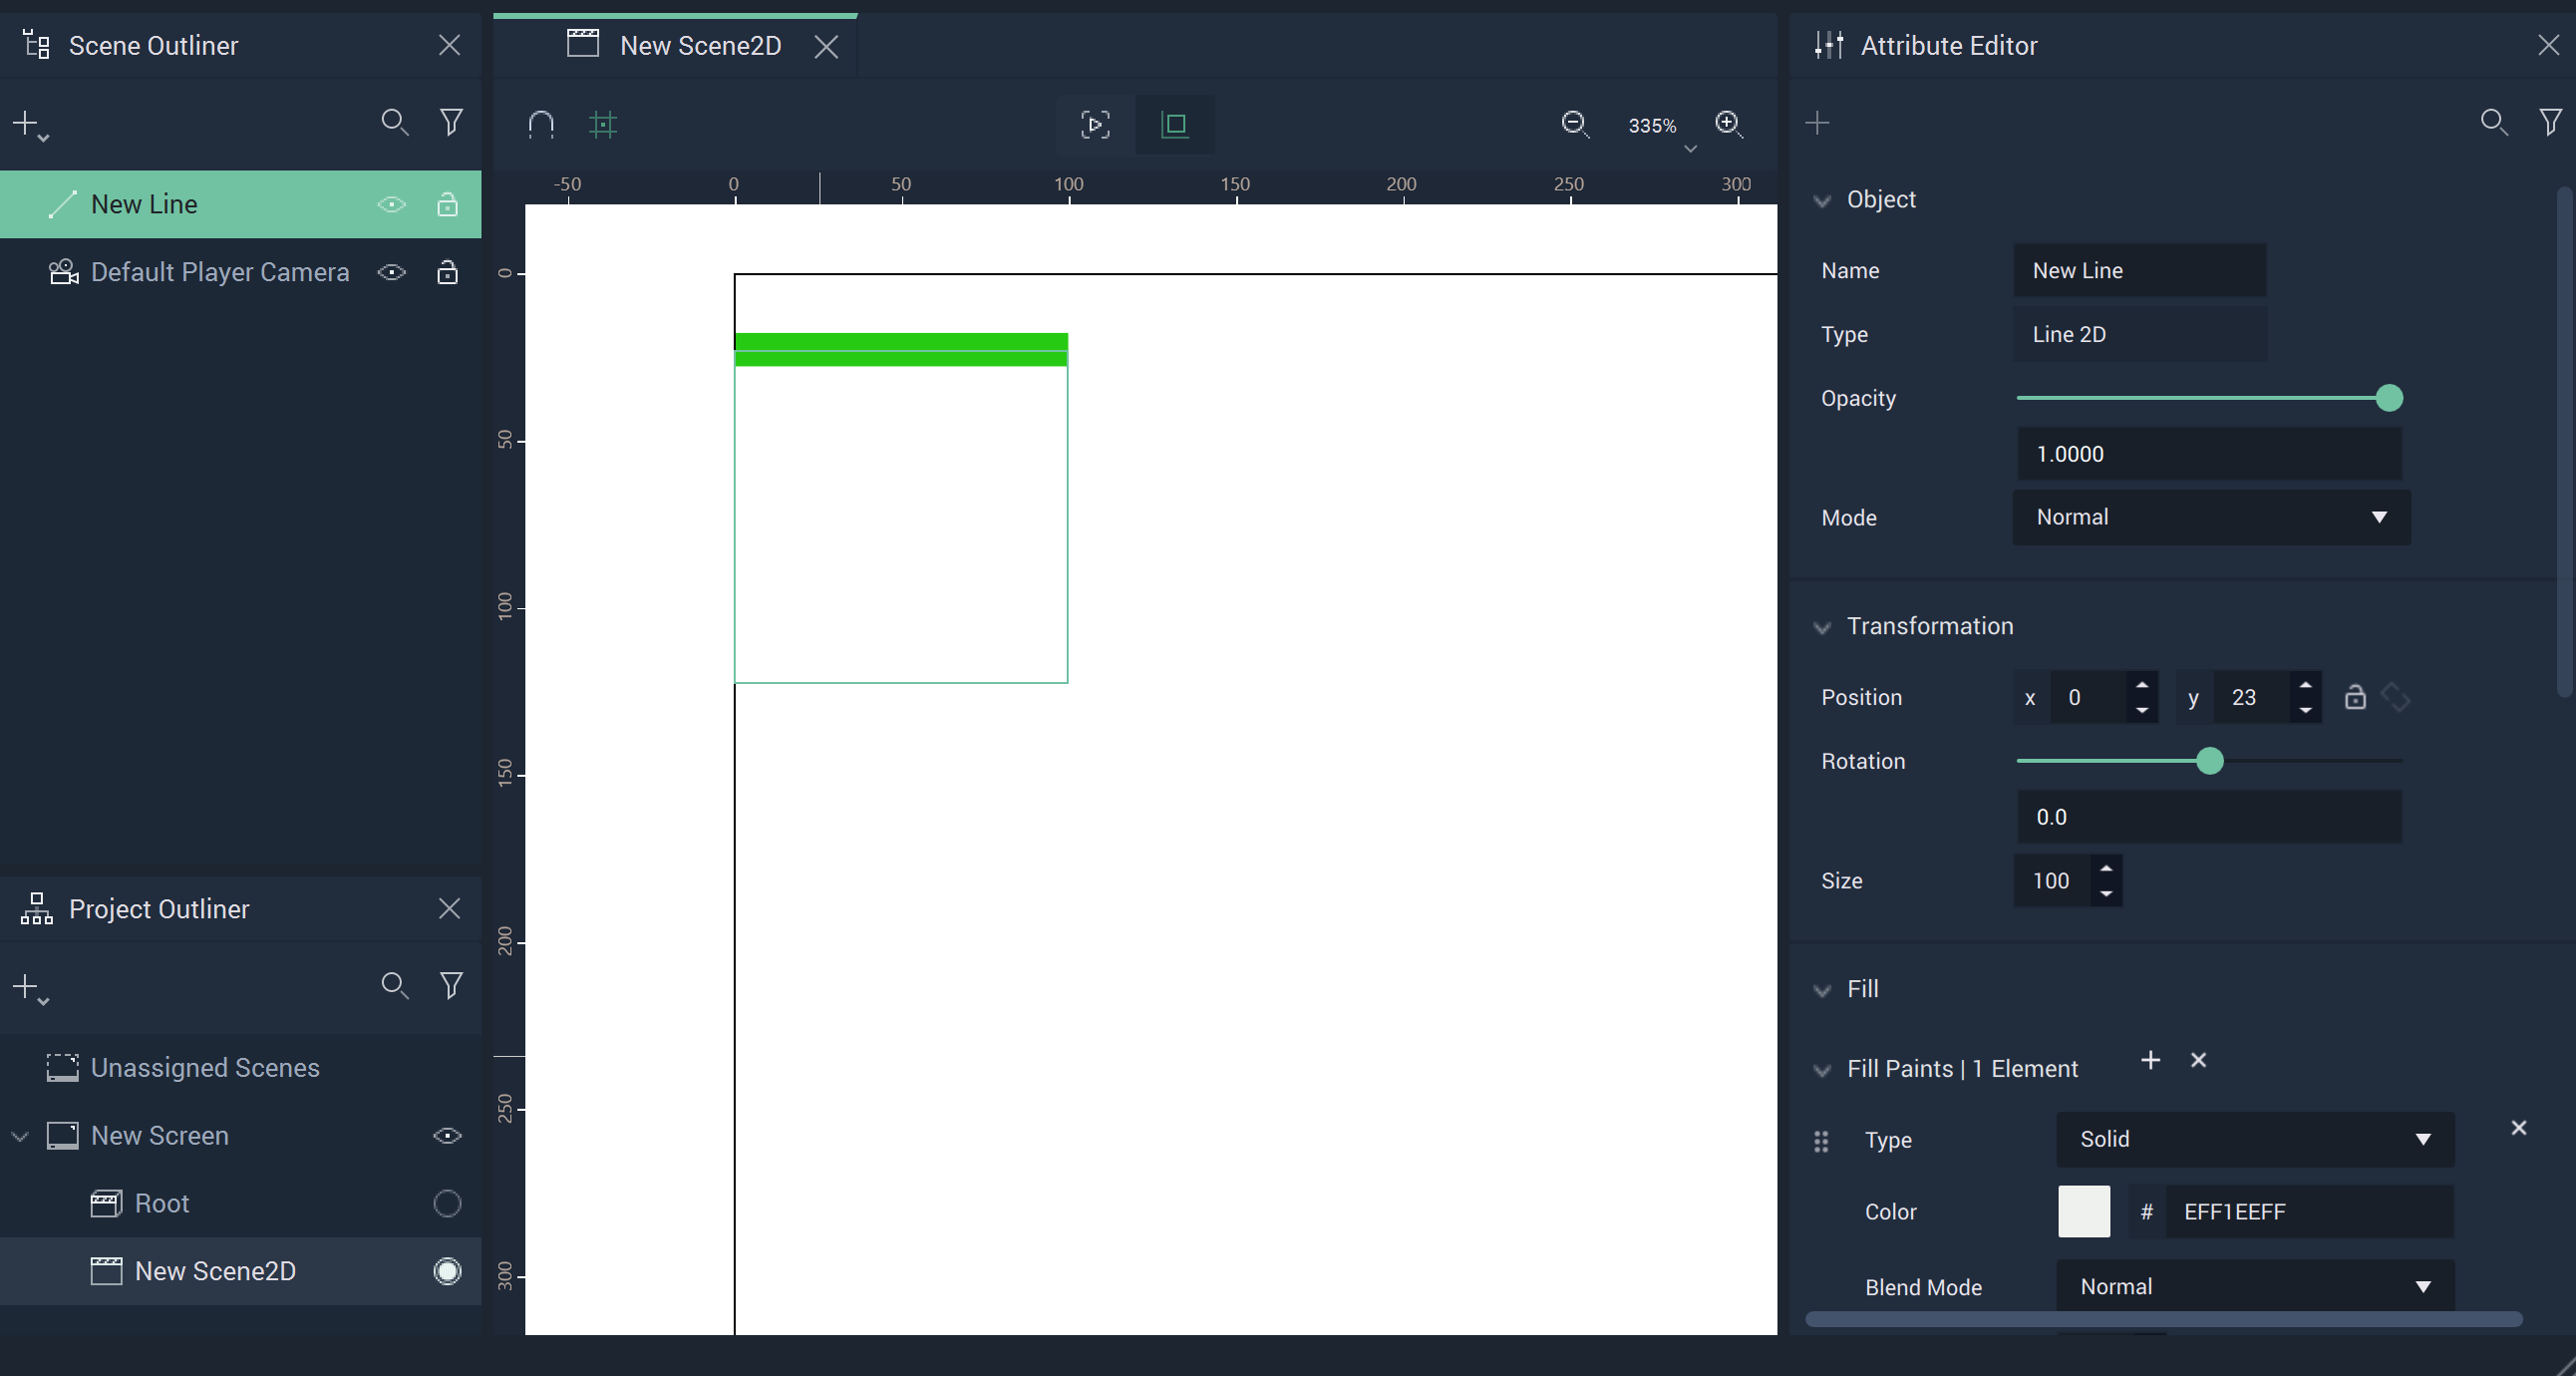 Scene Outliner
New Line
Default Player Camera
Project Outliner
Unassigned Scenes
New Screen
Root
New Scene2D
New Scene2D
335%
-50 0 50 100 150 200 250 300
0
50
100
150
200
250
300
Attribute Editor
Object
Name New Line
Type Line 2D
Opacity
1.0000
Mode Normal
Transformation
Position x 0 y 23
Rotation
0.0
Size 100
Fill
Fill Paints | 1 Element
Type Solid
Color # EFF1EEFF
Blend Mode Normal